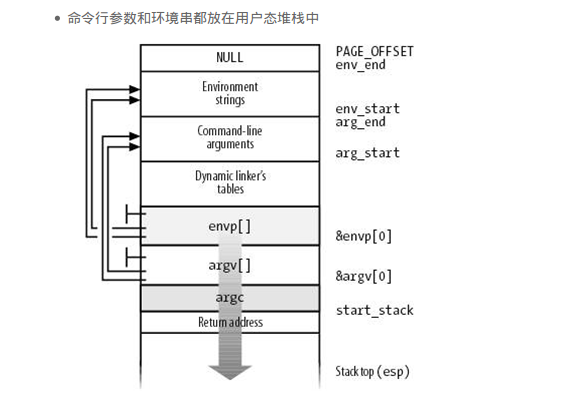 命令行参数和环境串都放在用户态堆栈中
NULL
PAGE_OFFSET
env_end
Environment
strings
env_start
arg_end
Command-line
arguments
arg_start
Dynamic linker's
tables
envp[]
&envp[0]
argv[]
&argv[0]
argc
start_stack
Return address
Stack top (esp)